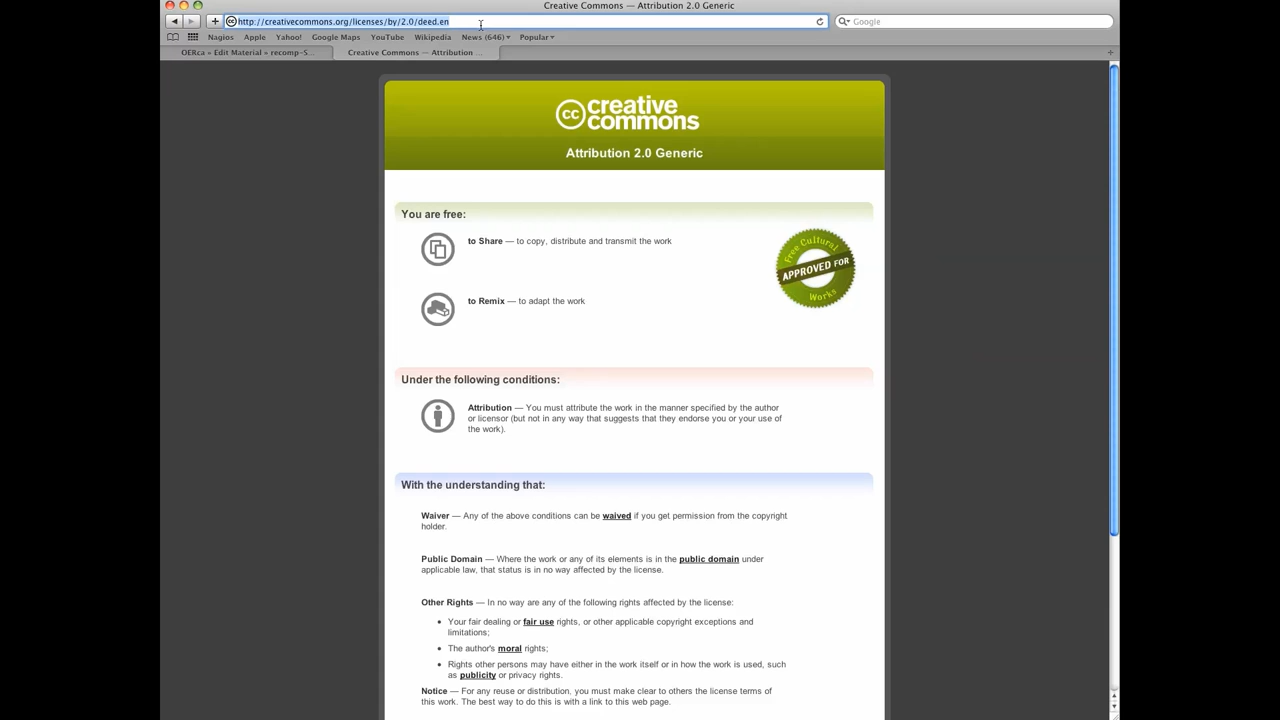 Creative Commons — Attribution 2.0 Generic
http://creativecommons.org/licenses/by/2.0/deed.en
Google
Nagios Apple Yahoo! Google Maps YouTube Wikipedia News (646) Popular
OERca » Edit Material » recomp-S... Creative Commons — Attribution ...
cc creative commons
Attribution 2.0 Generic
You are free:
to Share — to copy, distribute and transmit the work
Free Cultural
APPROVED FOR
Works
to Remix — to adapt the work
Under the following conditions:
Attribution — You must attribute the work in the manner specified by the author
or licensor (but not in any way that suggests that they endorse you or your use of
the work).
With the understanding that:
Waiver — Any of the above conditions can be waived if you get permission from the copyright
holder.
Public Domain — Where the work or any of its elements is in the public domain under
applicable law, that status is in no way affected by the license.
Other Rights — In no way are any of the following rights affected by the license:
• Your fair dealing or fair use rights, or other applicable copyright exceptions and
limitations;
• The author's moral rights;
• Rights other persons may have either in the work itself or in how the work is used, such
as publicity or privacy rights.
Notice — For any reuse or distribution, you must make clear to others the license terms of
this work. The best way to do this is with a link to this web page.